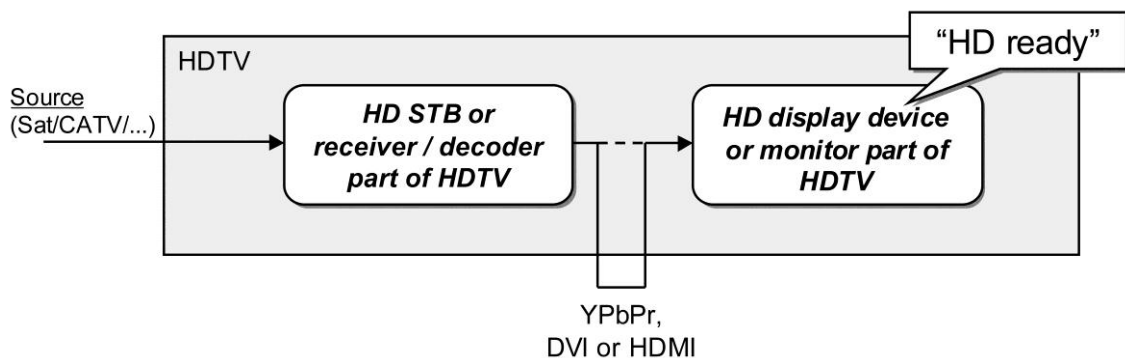 HDTV
“HD ready”
Source
(Sat/CATV/...)
HD STB or
receiver / decoder
part of HDTV
HD display device
or monitor part of
HDTV
YPbPr,
DVI or HDMI